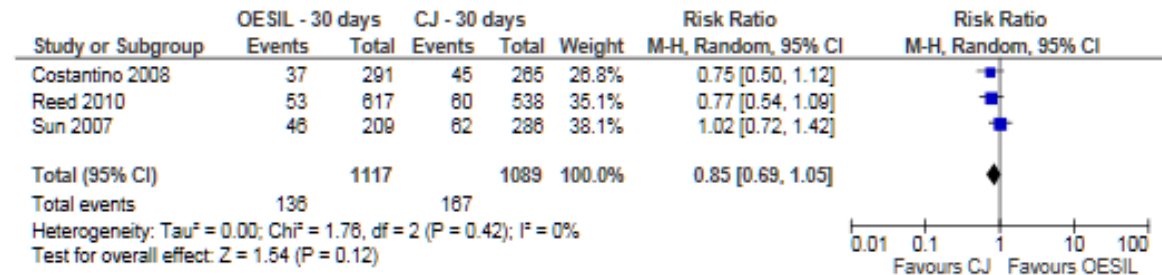 OESIL - 30 days CJ - 30 days Risk Ratio Risk Ratio
Study or Subgroup Events Total Events Total Weight M-H, Random, 95% CI M-H, Random, 95% CI
Costantino 2008 37 291 45 265 26.8% 0.75 [0.50, 1.12]
Reed 2010 53 617 60 538 35.1% 0.77 [0.54, 1.09]
Sun 2007 46 209 62 286 38.1% 1.02 [0.72, 1.42]
Total (95% CI) 1117 1089 100.0% 0.85 [0.69, 1.05]
Total events 136 167
Heterogeneity: Tau² = 0.00; Chi² = 1.76, df = 2 (P = 0.42); I² = 0%
Test for overall effect: Z = 1.54 (P = 0.12)
0.01 0.1 1 10 100
Favours CJ Favours OESIL